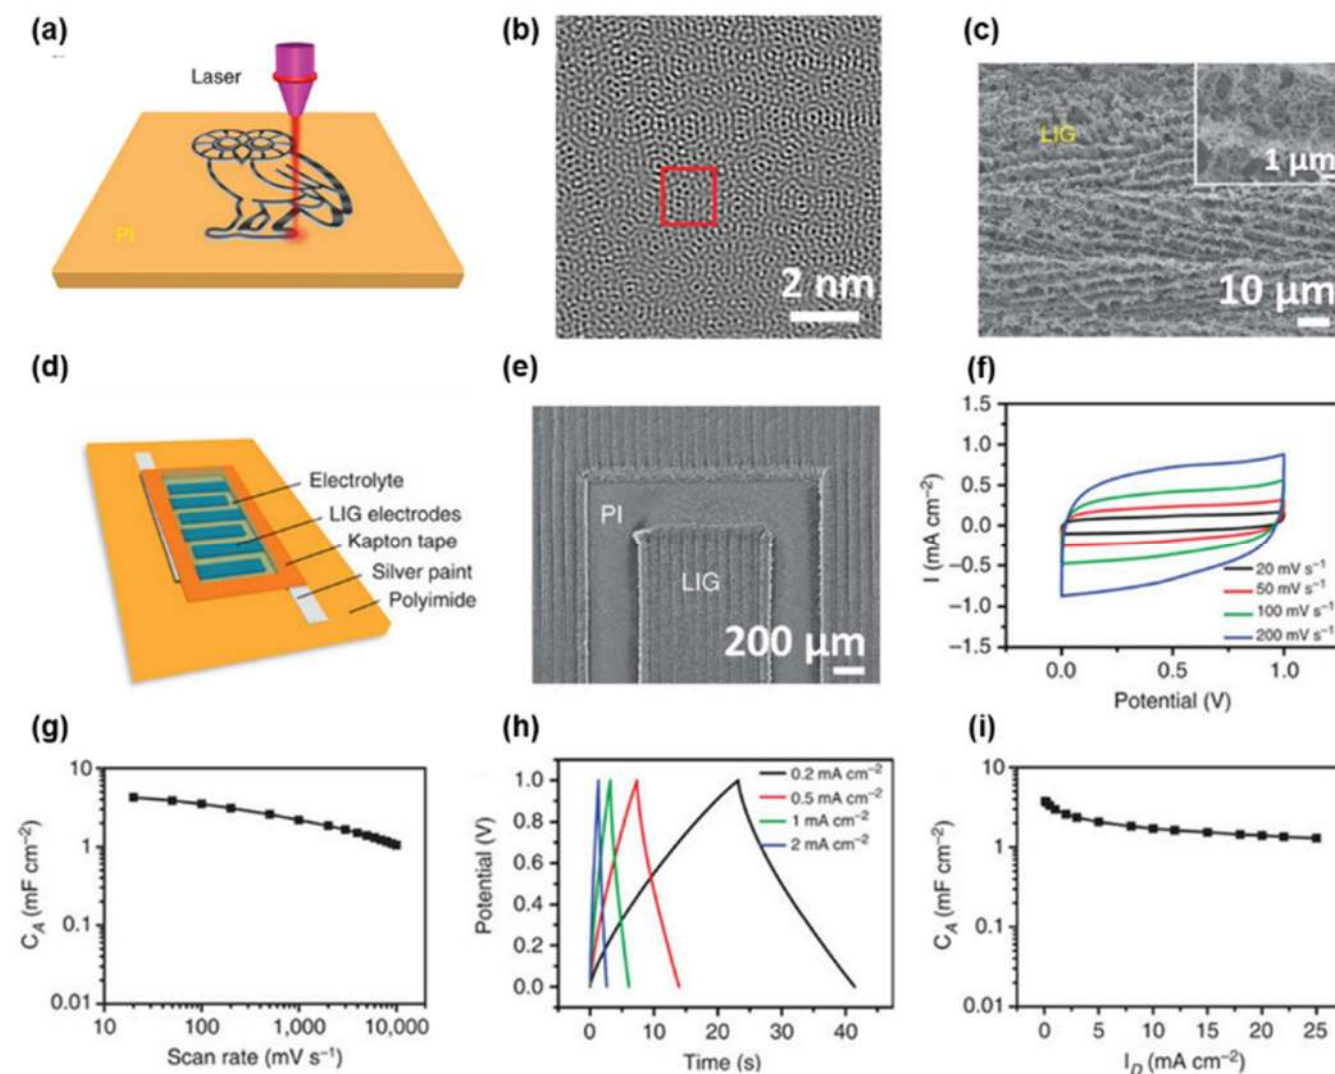 (a)
Laser
PI
(b)
2 nm
(c)
LIG
1 μm
10 μm
(d)
Electrolyte
LIG electrodes
Kapton tape
Silver paint
Polyimide
(e)
PI
LIG
200 μm
(f)
1.5
1.0
0.5
0.0
−0.5
−1.0
−1.5
I (mA cm⁻²)
20 mV s⁻¹
50 mV s⁻¹
100 mV s⁻¹
200 mV s⁻¹
0.0 0.5 1.0
Potential (V)
(g)
10
1
0.1
0.01
C_A (mF cm⁻²)
10 100 1,000 10,000
Scan rate (mV s⁻¹)
(h)
1.0
0.8
0.6
0.4
0.2
0.0
Potential (V)
0.2 mA cm⁻²
0.5 mA cm⁻²
1 mA cm⁻²
2 mA cm⁻²
0 10 20 30 40
Time (s)
(i)
10
1
0.1
0.01
C_A (mF cm⁻²)
0 5 10 15 20 25
I_D (mA cm⁻²)